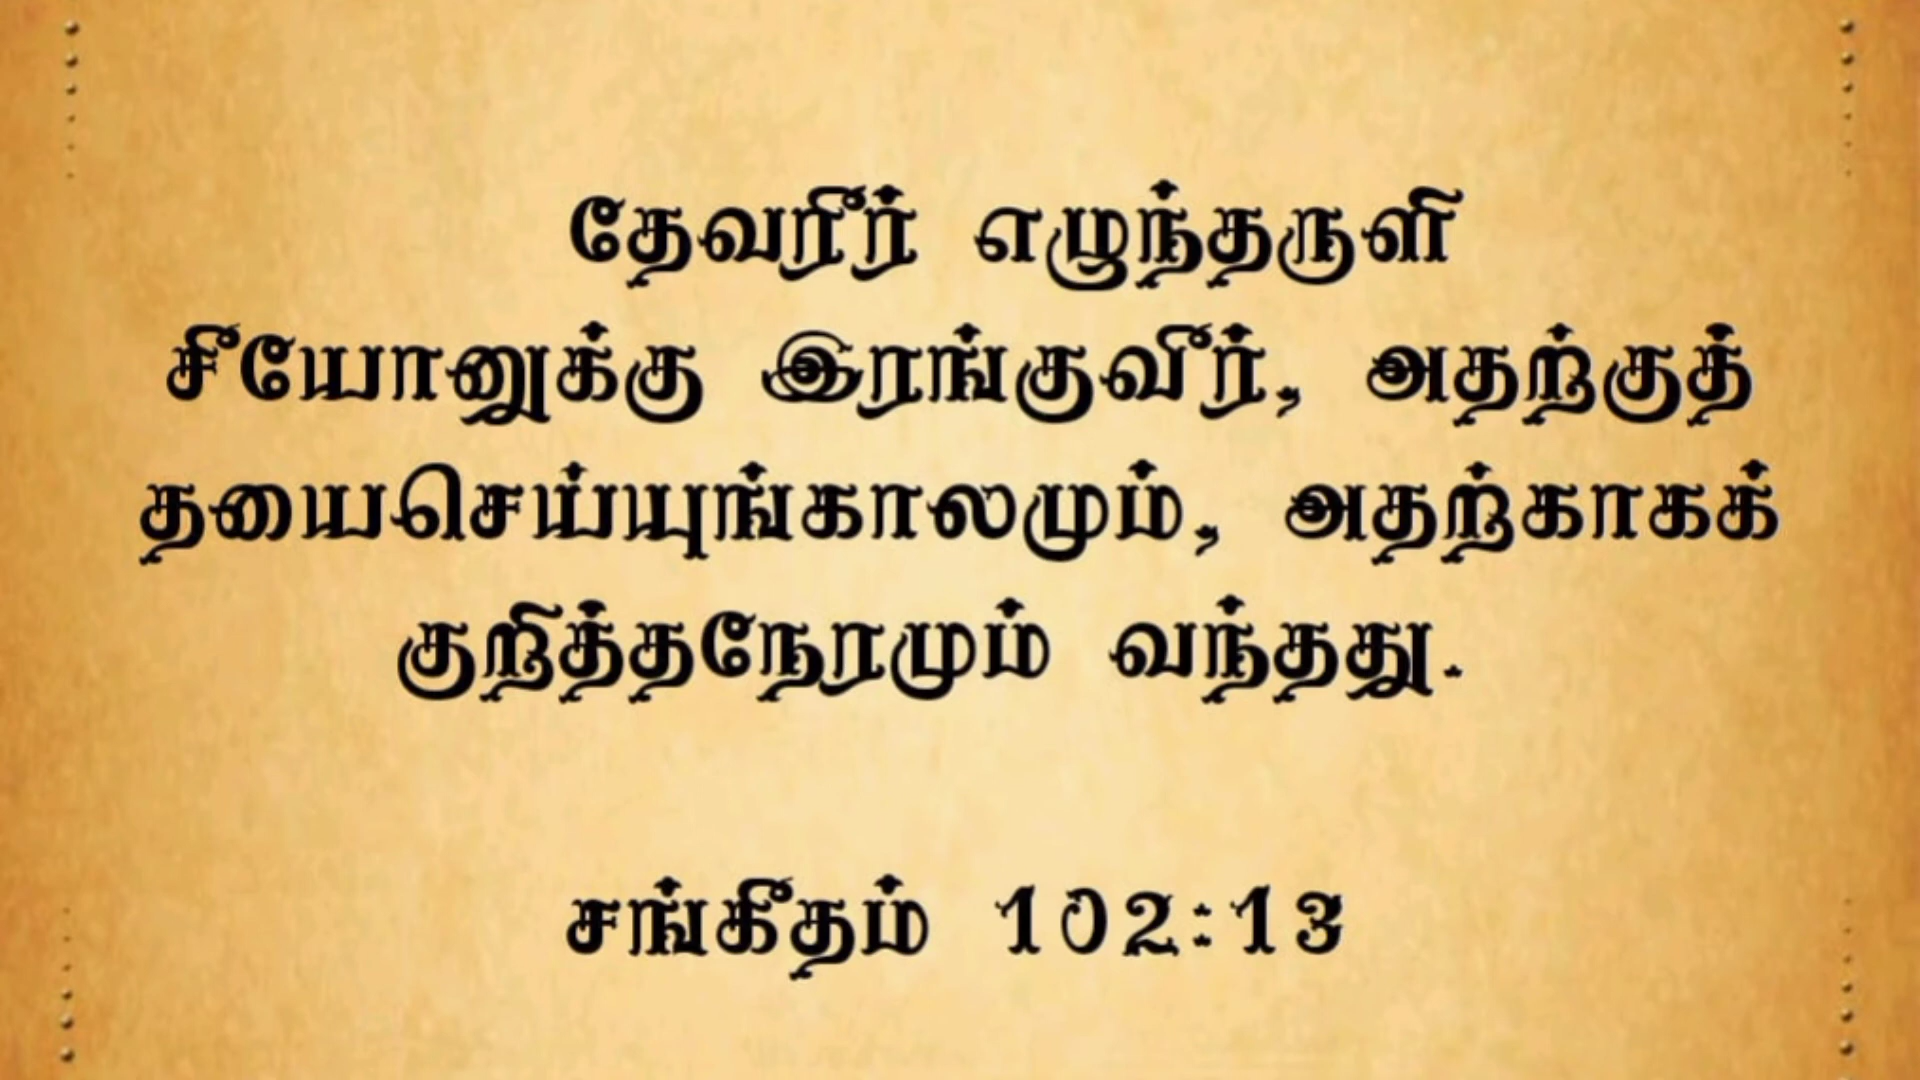 தேவரீர் எழுந்தருளி
சீயோனுக்கு இரங்குவீர், அதற்குத்
தயைசெய்யுங்காலமும், அதற்காகக்
குறித்தநேரமும் வந்தது.
சங்கீதம் 102:13